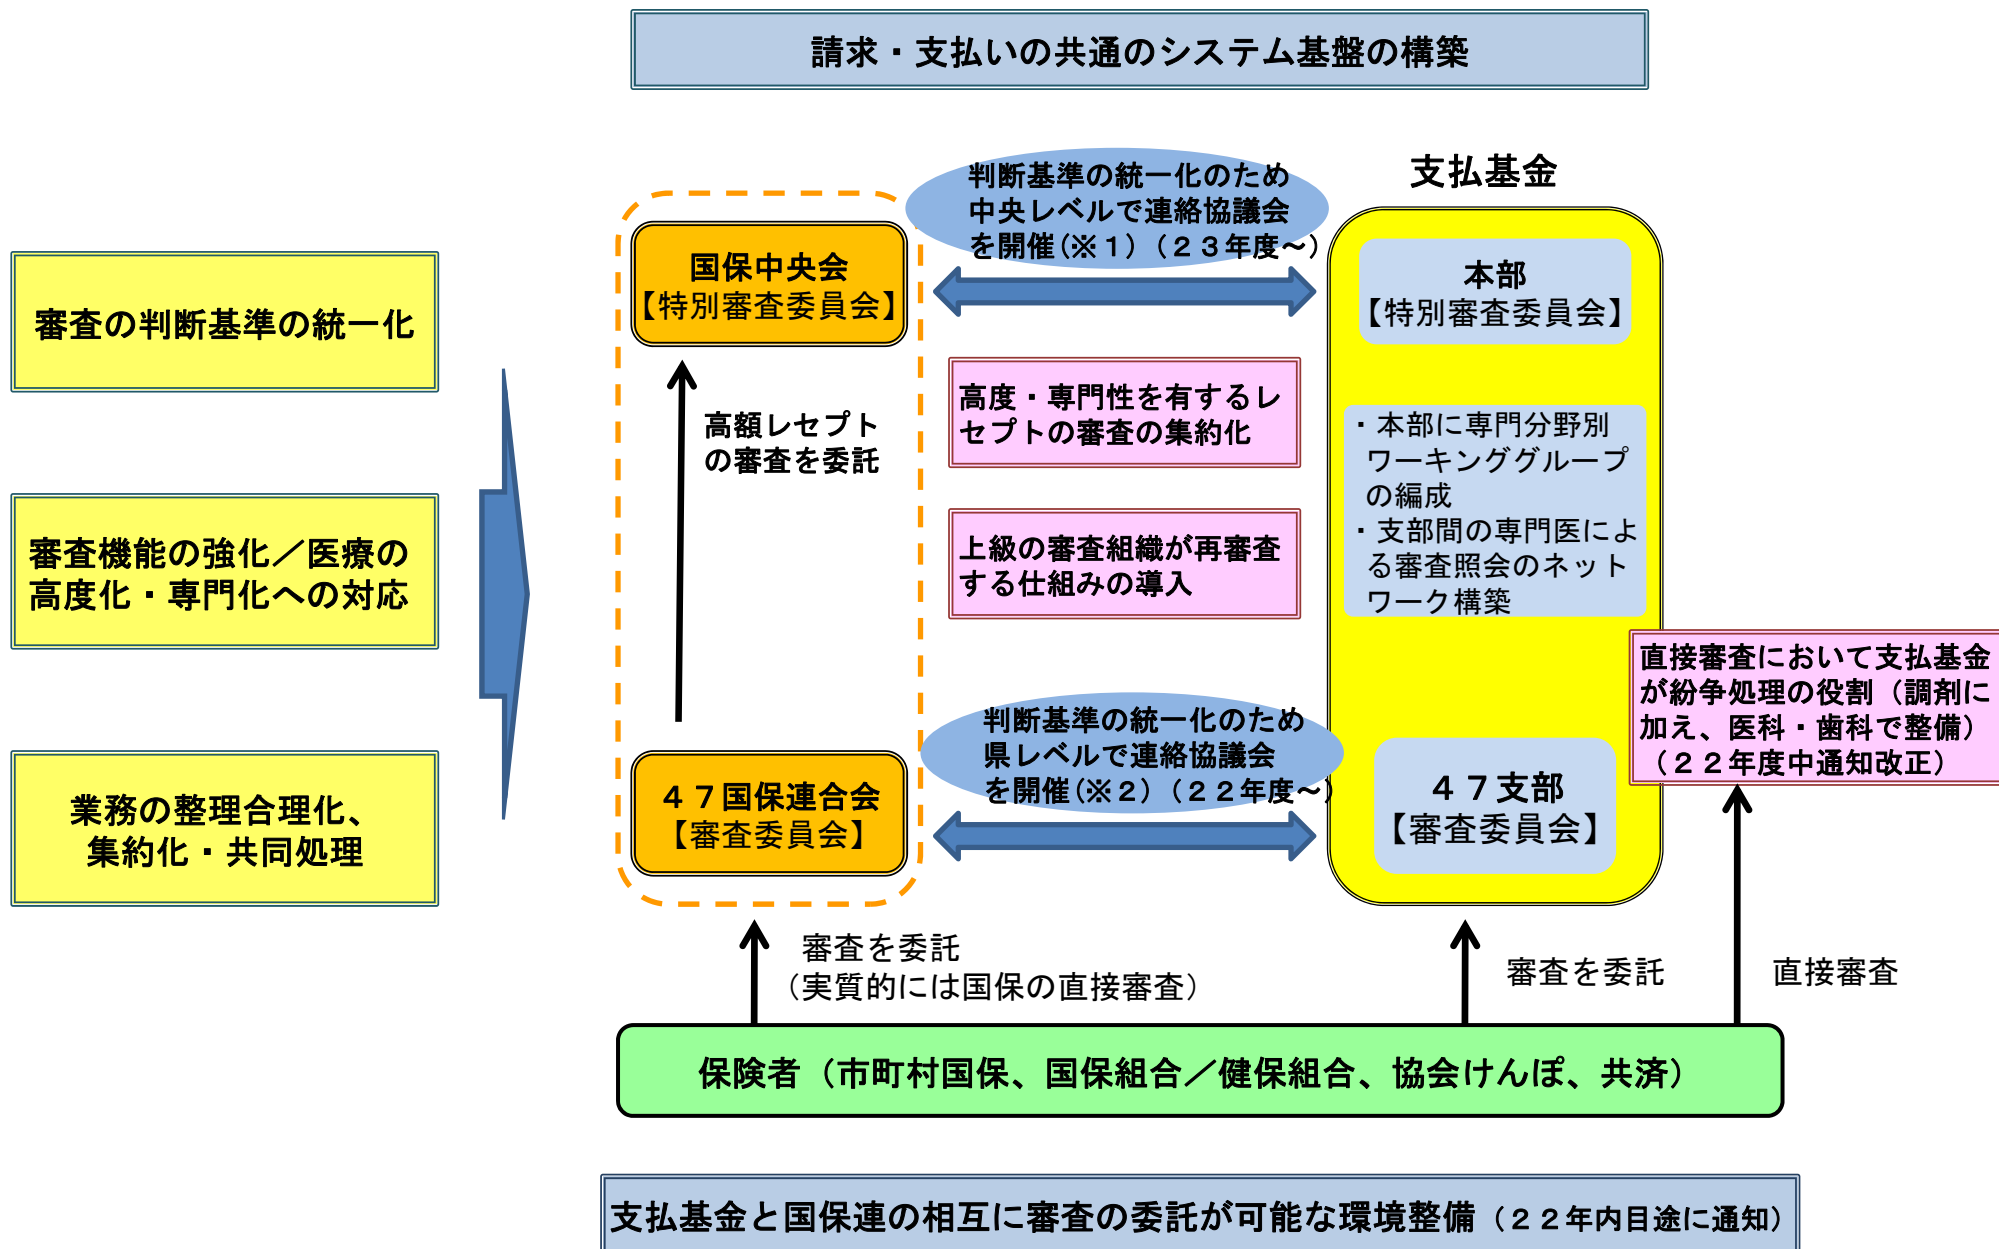 請求・支払いの共通のシステム基盤の構築
審査の判断基準の統一化
審査機能の強化／医療の
高度化・専門化への対応
業務の整理合理化、
集約化・共同処理
国保中央会
【特別審査委員会】
高額レセプト
の審査を委託
４７国保連合会
【審査委員会】
判断基準の統一化のため
中央レベルで連絡協議会
を開催(※１)（２３年度～）
高度・専門性を有するレ
セプトの審査の集約化
上級の審査組織が再審査
する仕組みの導入
判断基準の統一化のため
県レベルで連絡協議会
を開催(※２)（２２年度～）
支払基金
本部
【特別審査委員会】
・本部に専門分野別
ワーキンググループ
の編成
・支部間の専門医によ
る審査照会のネット
ワーク構築
４７支部
【審査委員会】
直接審査において支払基金
が紛争処理の役割（調剤に
加え、医科・歯科で整備）
（２２年度中通知改正）
審査を委託
（実質的には国保の直接審査）
審査を委託
直接審査
保険者（市町村国保、国保組合／健保組合、協会けんぽ、共済）
支払基金と国保連の相互に審査の委託が可能な環境整備（２２年内目途に通知）